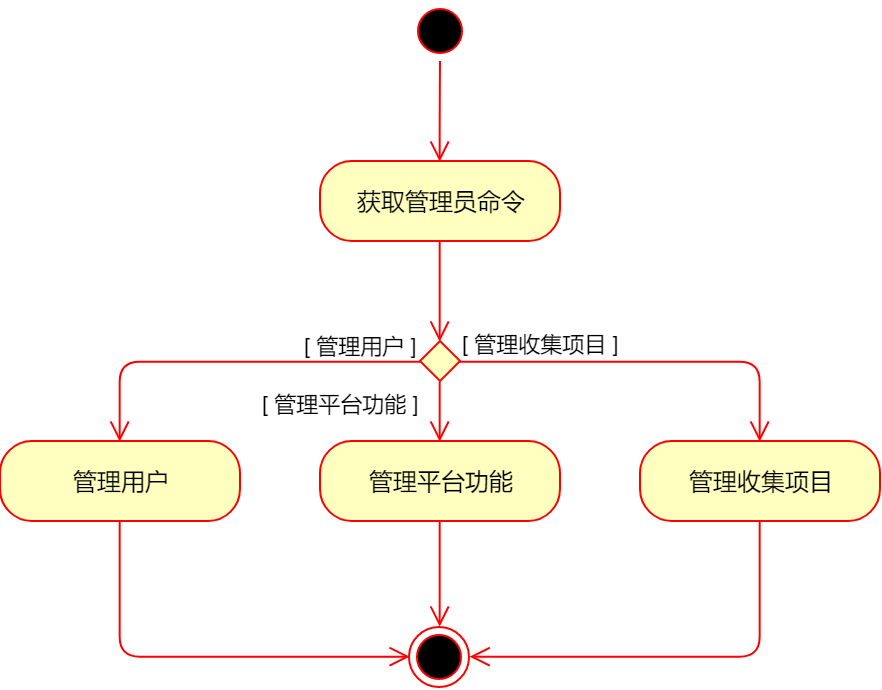 获取管理员命令
[ 管理用户 ]
[ 管理收集项目 ]
[ 管理平台功能 ]
管理用户
管理平台功能
管理收集项目